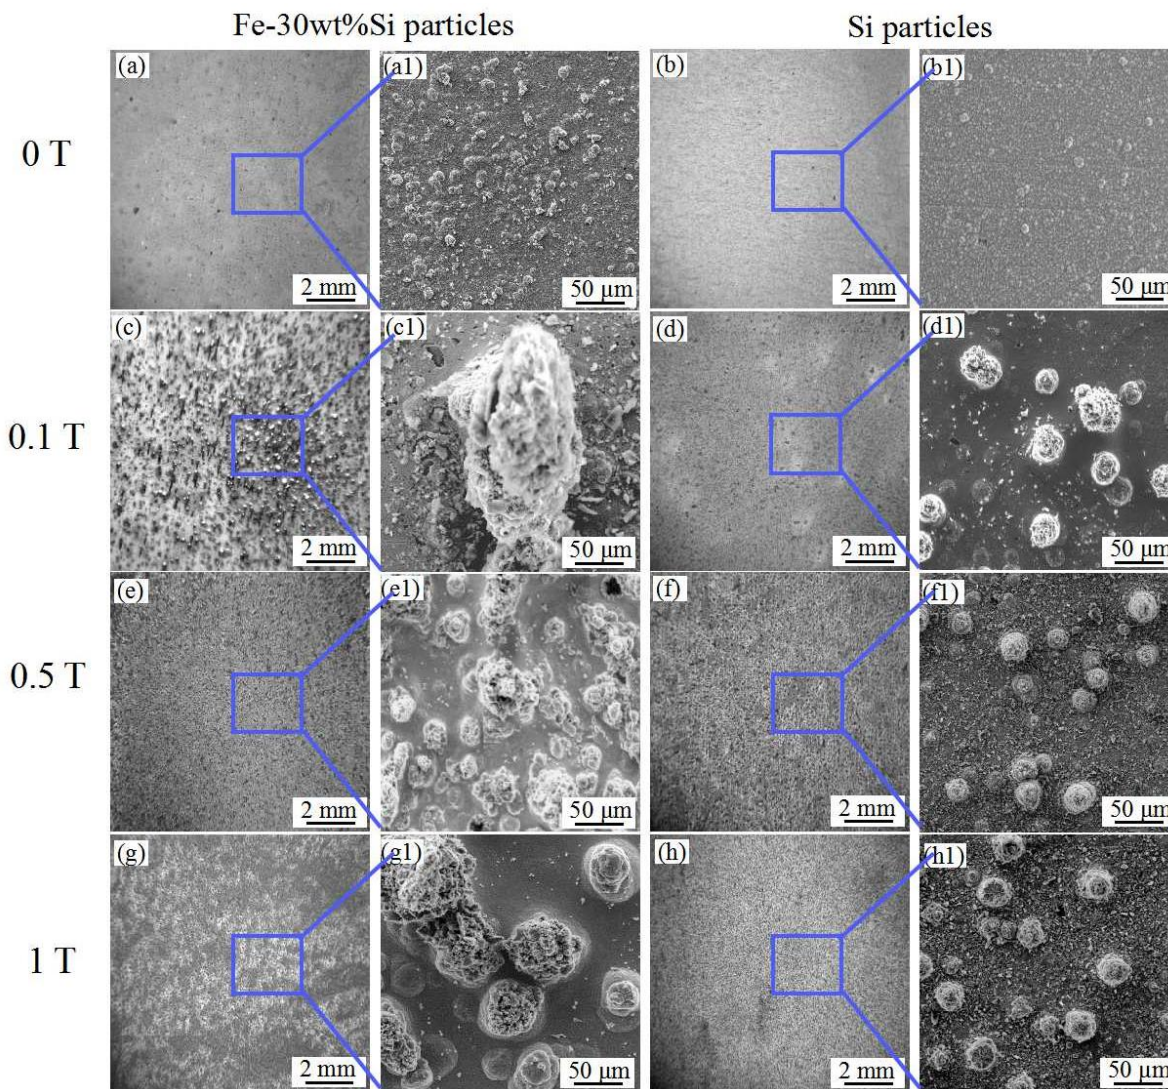 Fe-30wt%Si particles Si particles
(a) (a1) (b) (b1)
0 T
2 mm 50 μm 2 mm 50 μm
(c) (c1) (d) (d1)
0.1 T
2 mm 50 μm 2 mm 50 μm
(e) (e1) (f) (f1)
0.5 T
2 mm 50 μm 2 mm 50 μm
(g) (g1) (h) (h1)
1 T
2 mm 50 μm 2 mm 50 μm